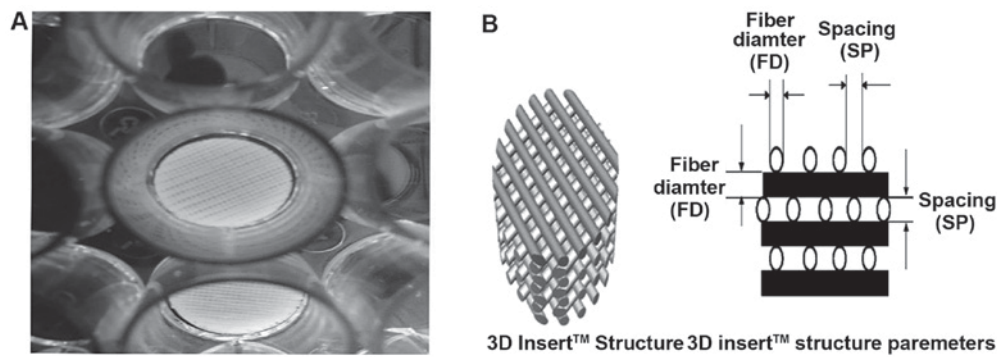 A
B
Fiber
diamter
(FD)
Spacing
(SP)
Fiber
diamter
(FD)
Spacing
(SP)
3D Insert™ Structure
3D insert™ structure paremeters